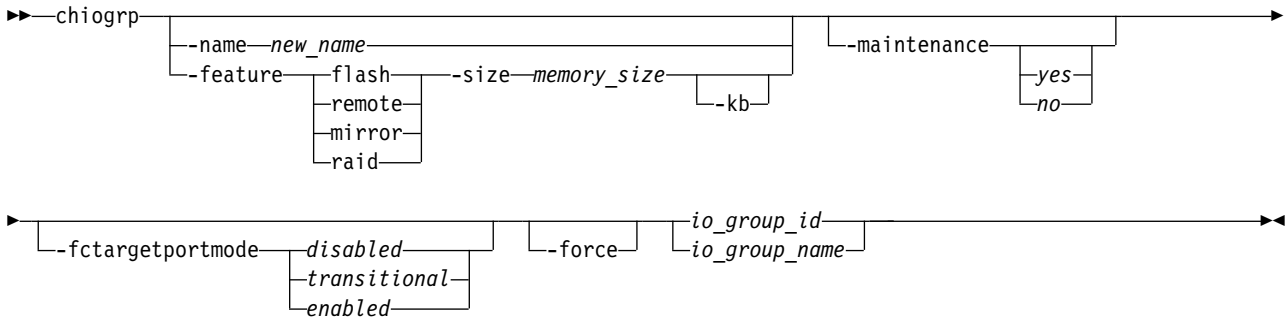 chiogrp
-name new_name
-maintenance
-feature flash -size memory_size
yes
remote
-kb
no
mirror
raid
io_group_id
-fctargetportmode disabled
-force io_group_name
transitional
enabled